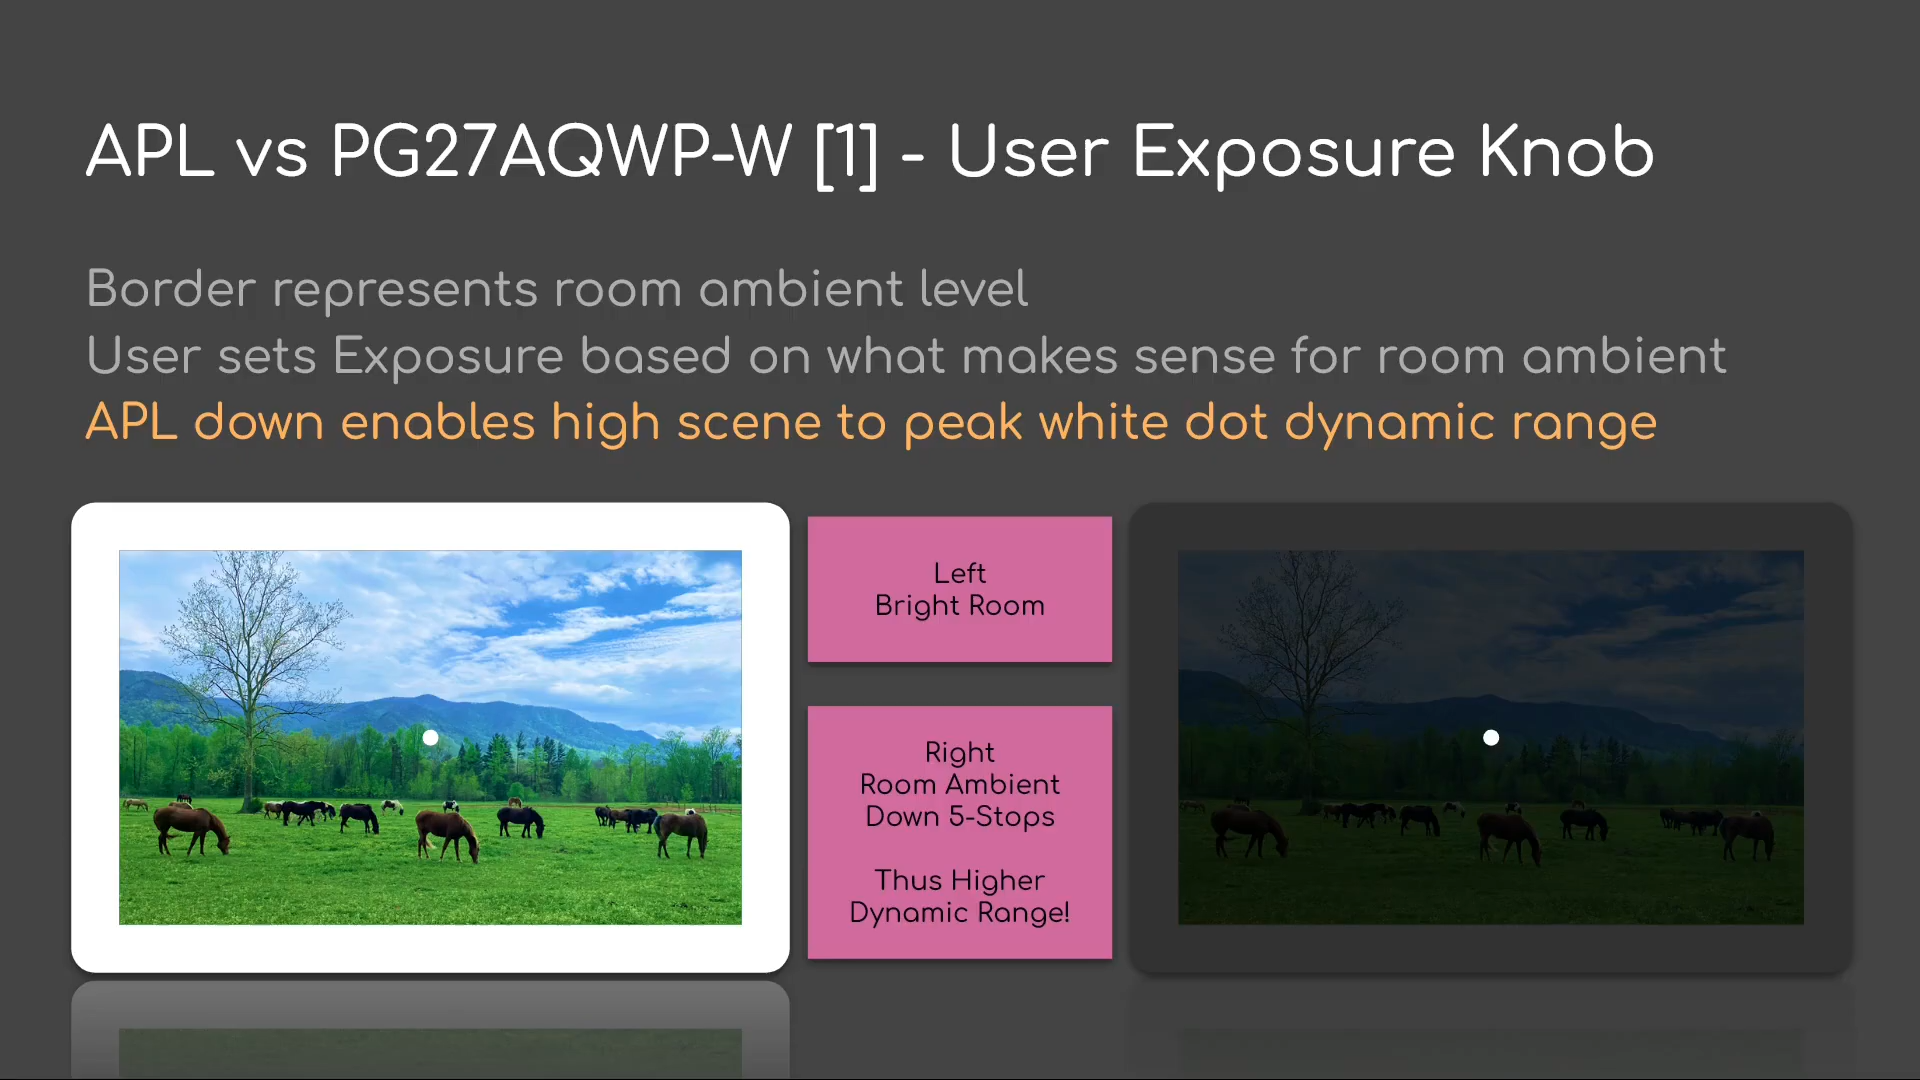 APL vs PG27AQWP-W [1] - User Exposure Knob
Border represents room ambient level
User sets Exposure based on what makes sense for room ambient
APL down enables high scene to peak white dot dynamic range
Left
Bright Room
Right
Room Ambient
Down 5-Stops
Thus Higher
Dynamic Range!